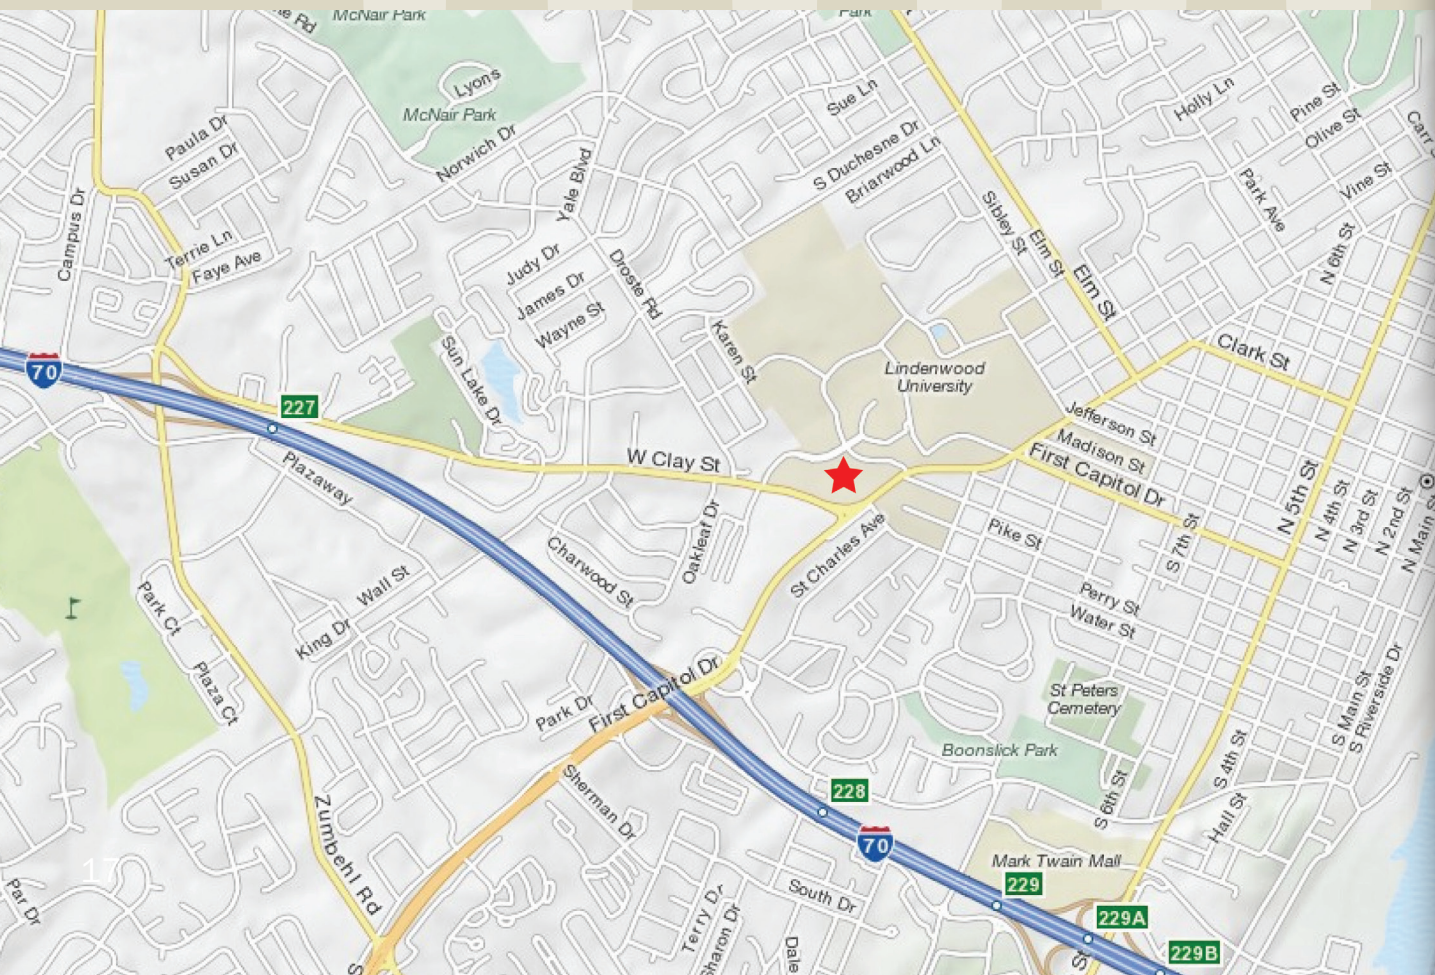 McNair Park
Park
ne Rd
Lyons
McNair Park
Sue Ln
Holly Ln
Pine St
Olive St
Carr
Paula Dr
Susan Dr
Norwich Dr
Yale Blvd
S Duchesne Dr
Briarwood Ln
Park Ave
Vine St
Campus Dr
Terrie Ln
Faye Ave
Judy Dr
James Dr
Wayne St
Droste Rd
Sibley St
Elm St
Elm St
N 6th St
Karen St
Sun Lake Dr
Lindenwood
University
Clark St
70
227
Jefferson St
Madison St
First Capitol Dr
W Clay St
Plazaway
N 5th St
N 4th St
N 3rd St
N 2nd St
N Main St
Oakleaf Dr
St Charles Ave
Pike St
S 7th St
Charwood St
Wall St
King Dr
Park Ct
Plaza Ct
Perry St
Water St
First Capitol Dr
Park Dr
St Peters
Cemetery
Boonslick Park
S Main St
S Riverside Dr
S 4th St
Hall St
S 6th St
Sherman Dr
Zumbehl Rd
228
70
Mark Twain Mall
229
229A
229B
17
Par Dr
South Dr
Terry Dr
Sharon Dr
Dale
St
S